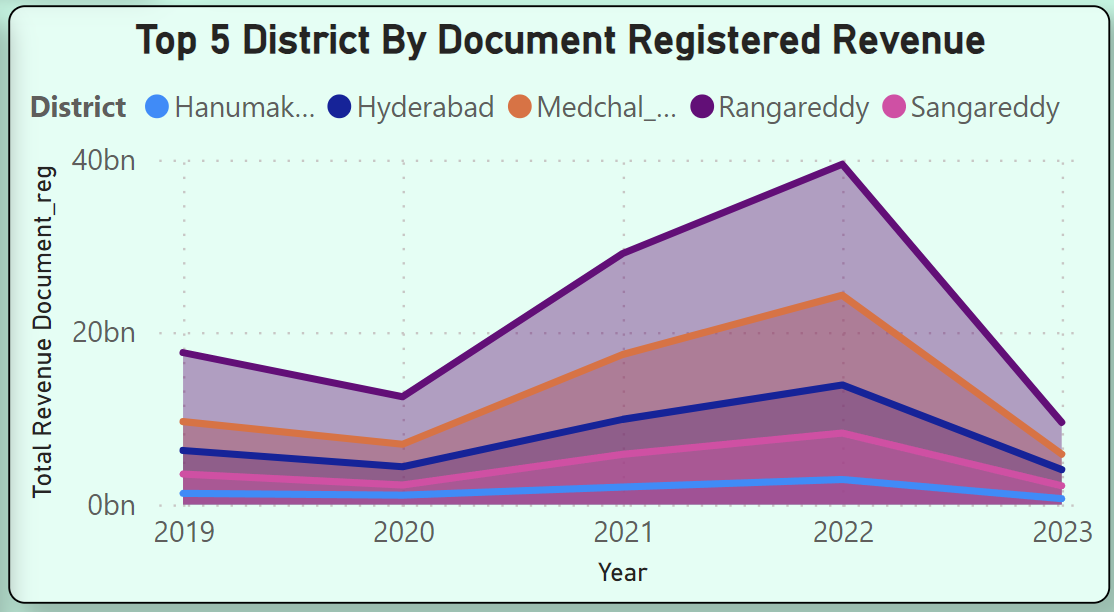 Top 5 District By Document Registered Revenue
District Hanumak... Hyderabad Medchal_... Rangareddy Sangareddy
Total Revenue Document_reg
40bn
20bn
0bn
2019 2020 2021 2022 2023
Year